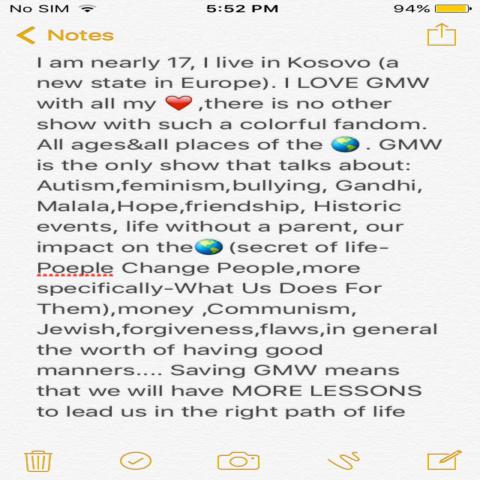 No SIM 5:52 PM 94%
Notes
I am nearly 17, I live in Kosovo (a
new state in Europe). I LOVE GMW
with all my ❤️ ,there is no other
show with such a colorful fandom.
All ages&all places of the 🌎 . GMW
is the only show that talks about:
Autism,feminism,bullying, Gandhi,
Malala,Hope,friendship, Historic
events, life without a parent, our
impact on the🌎 (secret of life-
Poeple Change People,more
specifically-What Us Does For
Them),money ,Communism,
Jewish,forgiveness,flaws,in general
the worth of having good
manners.... Saving GMW means
that we will have MORE LESSONS
to lead us in the right path of life